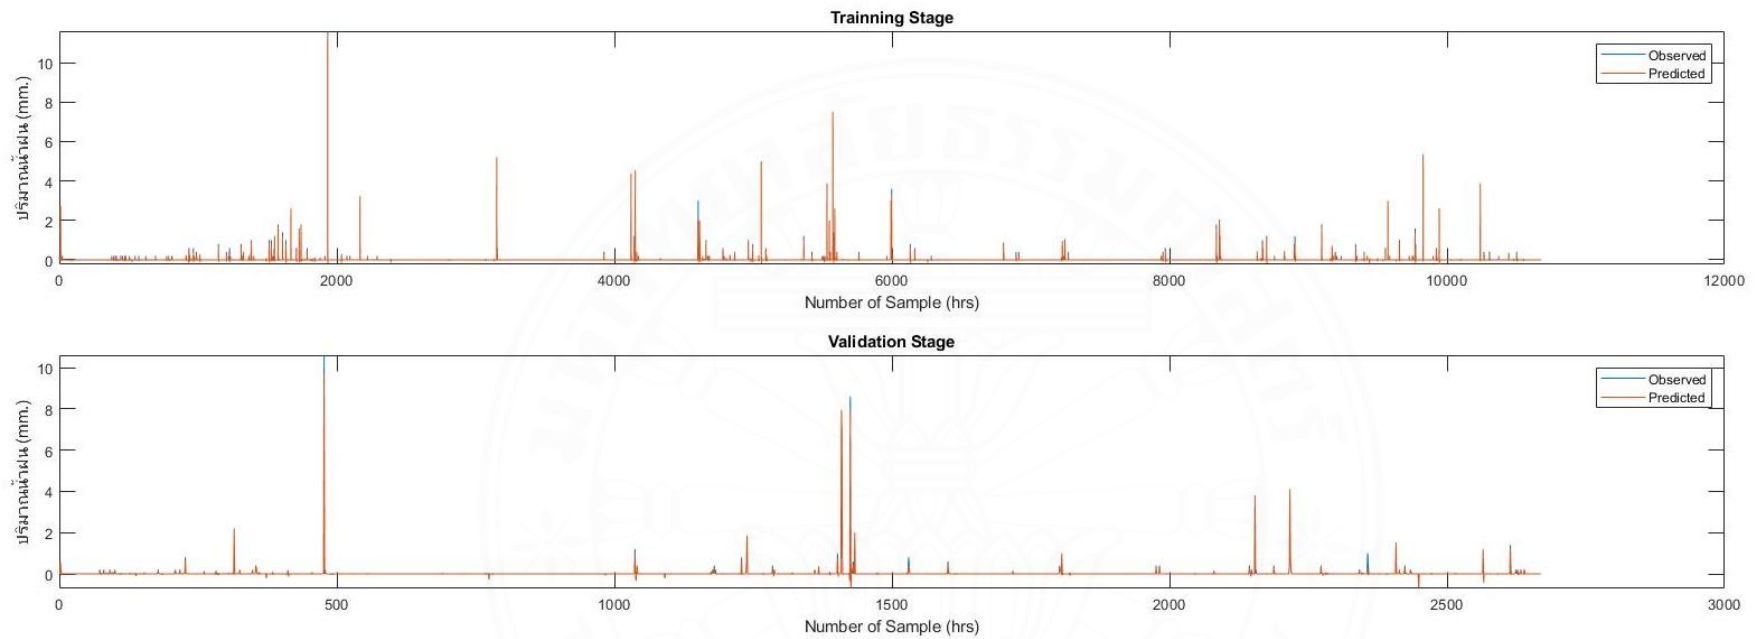 Trainning Stage
ปริมาณน้ำฝน (mm.)
10
8
6
4
2
0
Observed
Predicted
0 2000 4000 6000 8000 10000 12000
Number of Sample (hrs)
Validation Stage
ปริมาณน้ำฝน (mm.)
10
8
6
4
2
0
Observed
Predicted
0 500 1000 1500 2000 2500 3000
Number of Sample (hrs)